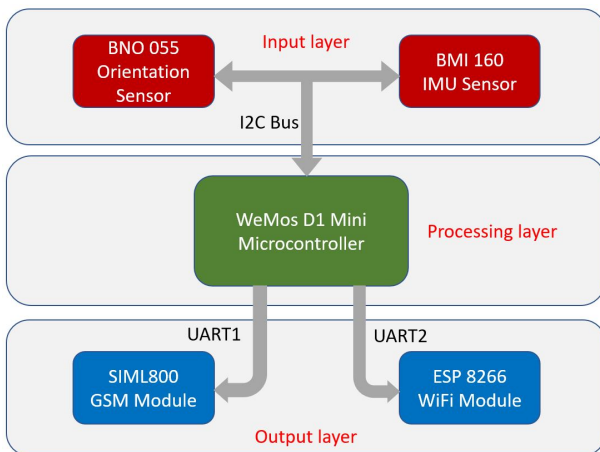 Input layer
BNO 055
Orientation
Sensor
BMI 160
IMU Sensor
I2C Bus
WeMos D1 Mini
Microcontroller
Processing layer
UART1
UART2
SIML800
GSM Module
ESP 8266
WiFi Module
Output layer